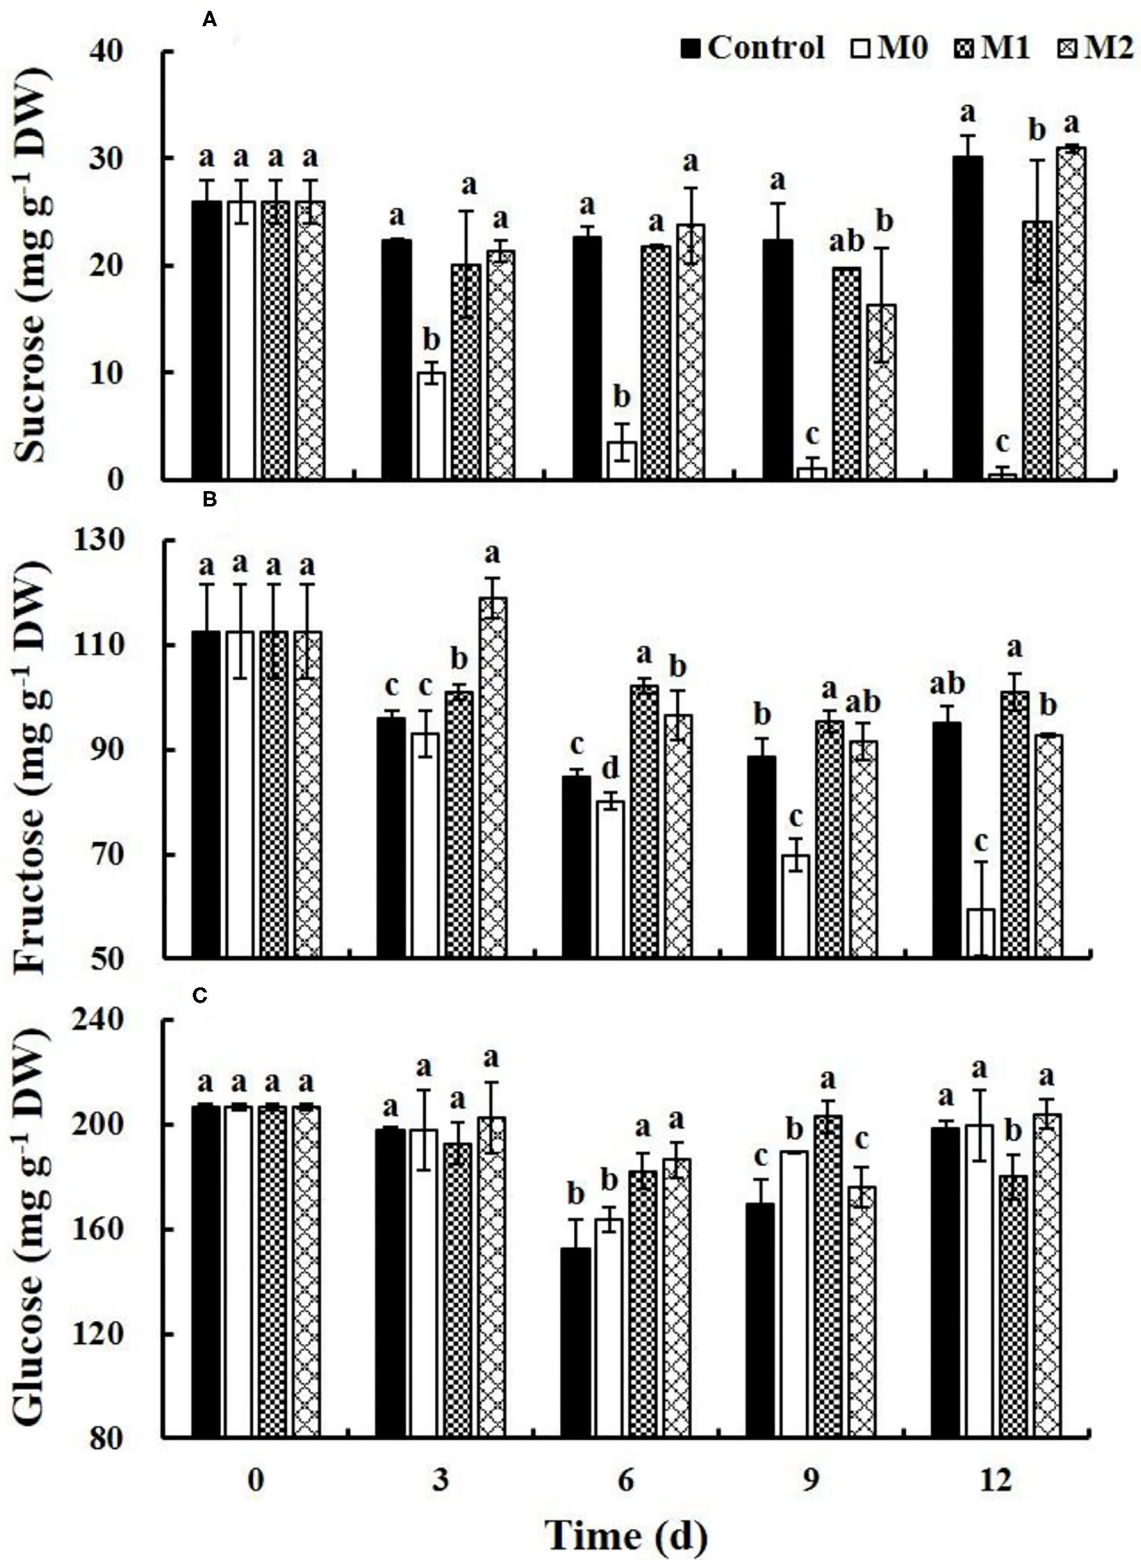 A
Control M0 M1 M2
Sucrose (mg g⁻¹ DW)
40
30
20
10
0
a a a a
a b a a
a b a a
a c ab b
a c b a
B
Fructose (mg g⁻¹ DW)
130
110
90
70
50
a a a a
c c b a
c d a b
b c a ab
ab c a b
C
Glucose (mg g⁻¹ DW)
240
200
160
120
80
a a a a
a a a a
b b a a
c b a c
a a b a
0 3 6 9 12
Time (d)